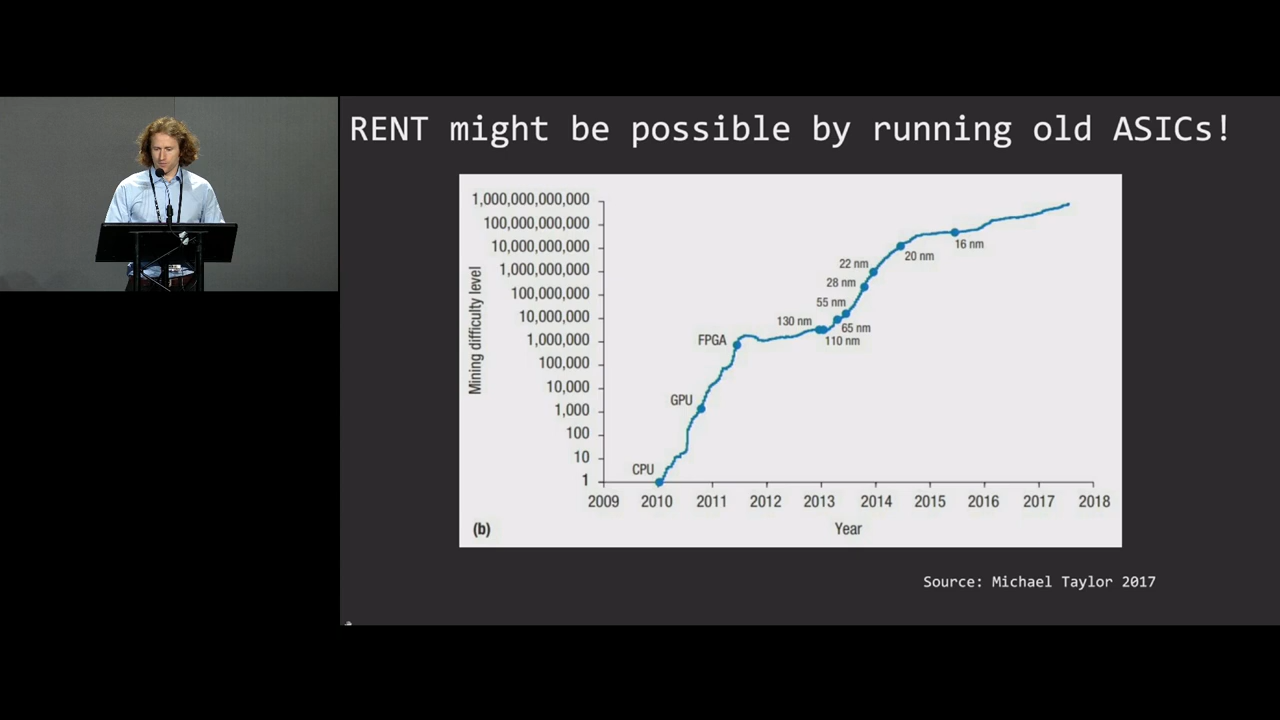 RENT might be possible by running old ASICs!
1,000,000,000,000
100,000,000,000
10,000,000,000
1,000,000,000
100,000,000
10,000,000
1,000,000
100,000
10,000
1,000
100
10
1
Mining difficulty level
CPU
GPU
FPGA
130 nm
110 nm
65 nm
55 nm
28 nm
22 nm
20 nm
16 nm
2009 2010 2011 2012 2013 2014 2015 2016 2017 2018
(b)
Year
Source: Michael Taylor 2017